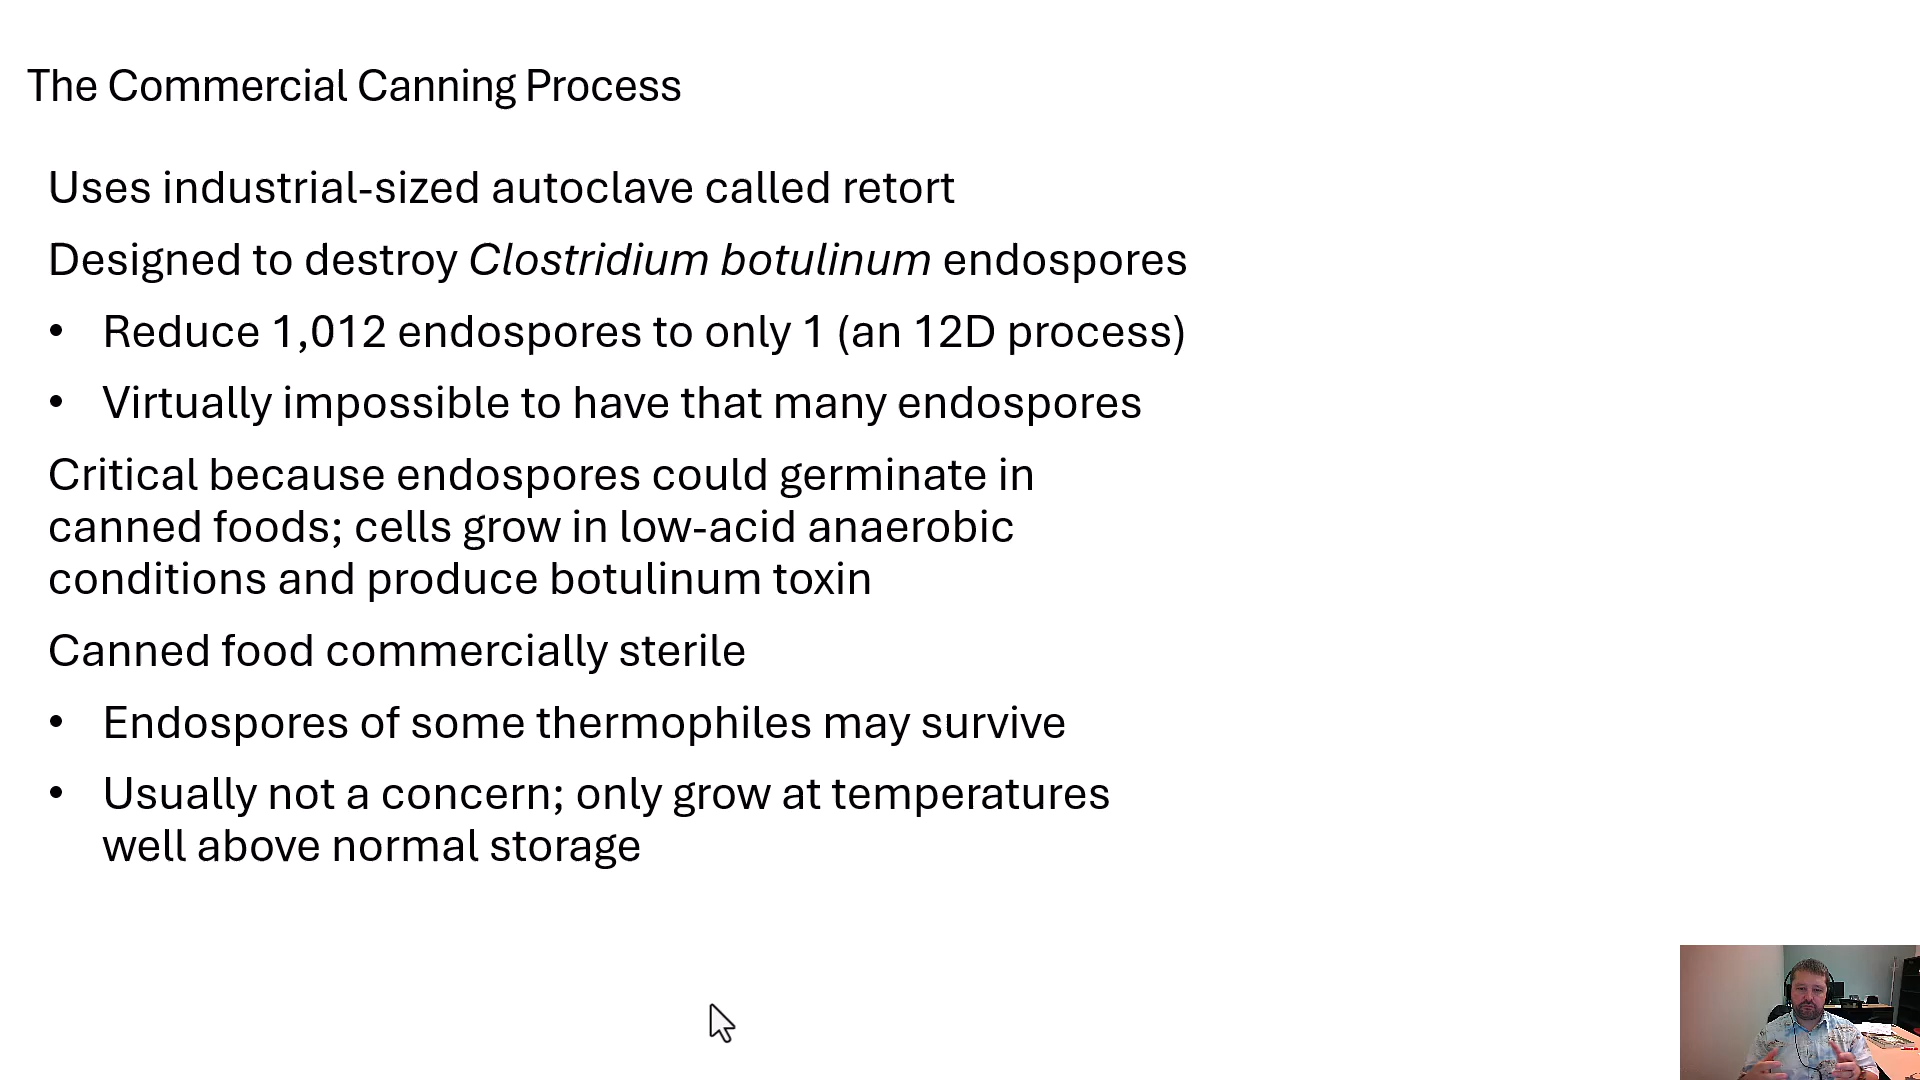 The Commercial Canning Process
Uses industrial-sized autoclave called retort
Designed to destroy Clostridium botulinum endospores
• Reduce 1,012 endospores to only 1 (an 12D process)
• Virtually impossible to have that many endospores
Critical because endospores could germinate in
canned foods; cells grow in low-acid anaerobic
conditions and produce botulinum toxin
Canned food commercially sterile
• Endospores of some thermophiles may survive
• Usually not a concern; only grow at temperatures
well above normal storage